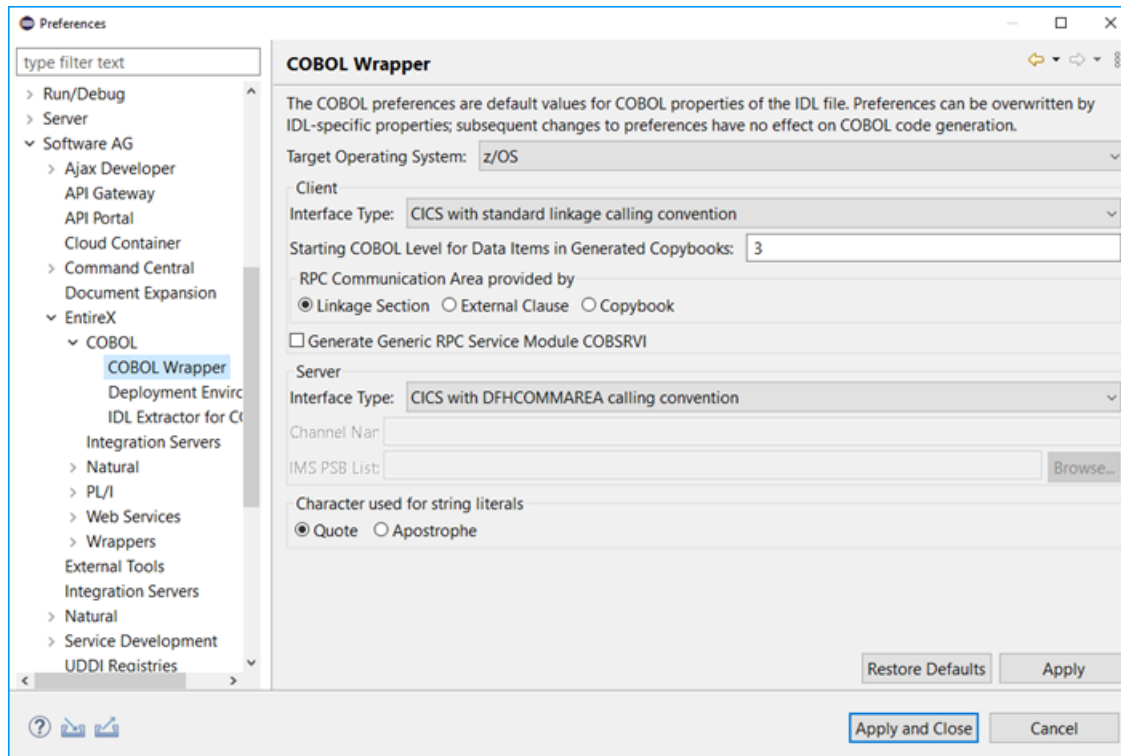 Preferences
type filter text
Run/Debug
Server
Software AG
Ajax Developer
API Gateway
API Portal
Cloud Container
Command Central
Document Expansion
EntireX
COBOL
COBOL Wrapper
Deployment Envirc
IDL Extractor for C
Integration Servers
Natural
PL/I
Web Services
Wrappers
External Tools
Integration Servers
Natural
Service Development
UDDI Registries
COBOL Wrapper
The COBOL preferences are default values for COBOL properties of the IDL file. Preferences can be overwritten by
IDL-specific properties; subsequent changes to preferences have no effect on COBOL code generation.
Target Operating System: z/OS
Client
Interface Type: CICS with standard linkage calling convention
Starting COBOL Level for Data Items in Generated Copybooks: 3
RPC Communication Area provided by
Linkage Section External Clause Copybook
Generate Generic RPC Service Module COBSRVI
Server
Interface Type: CICS with DFHCOMMAREA calling convention
Channel Nar
IMS PSB List:
Browse...
Character used for string literals
Quote Apostrophe
Restore Defaults Apply
Apply and Close Cancel